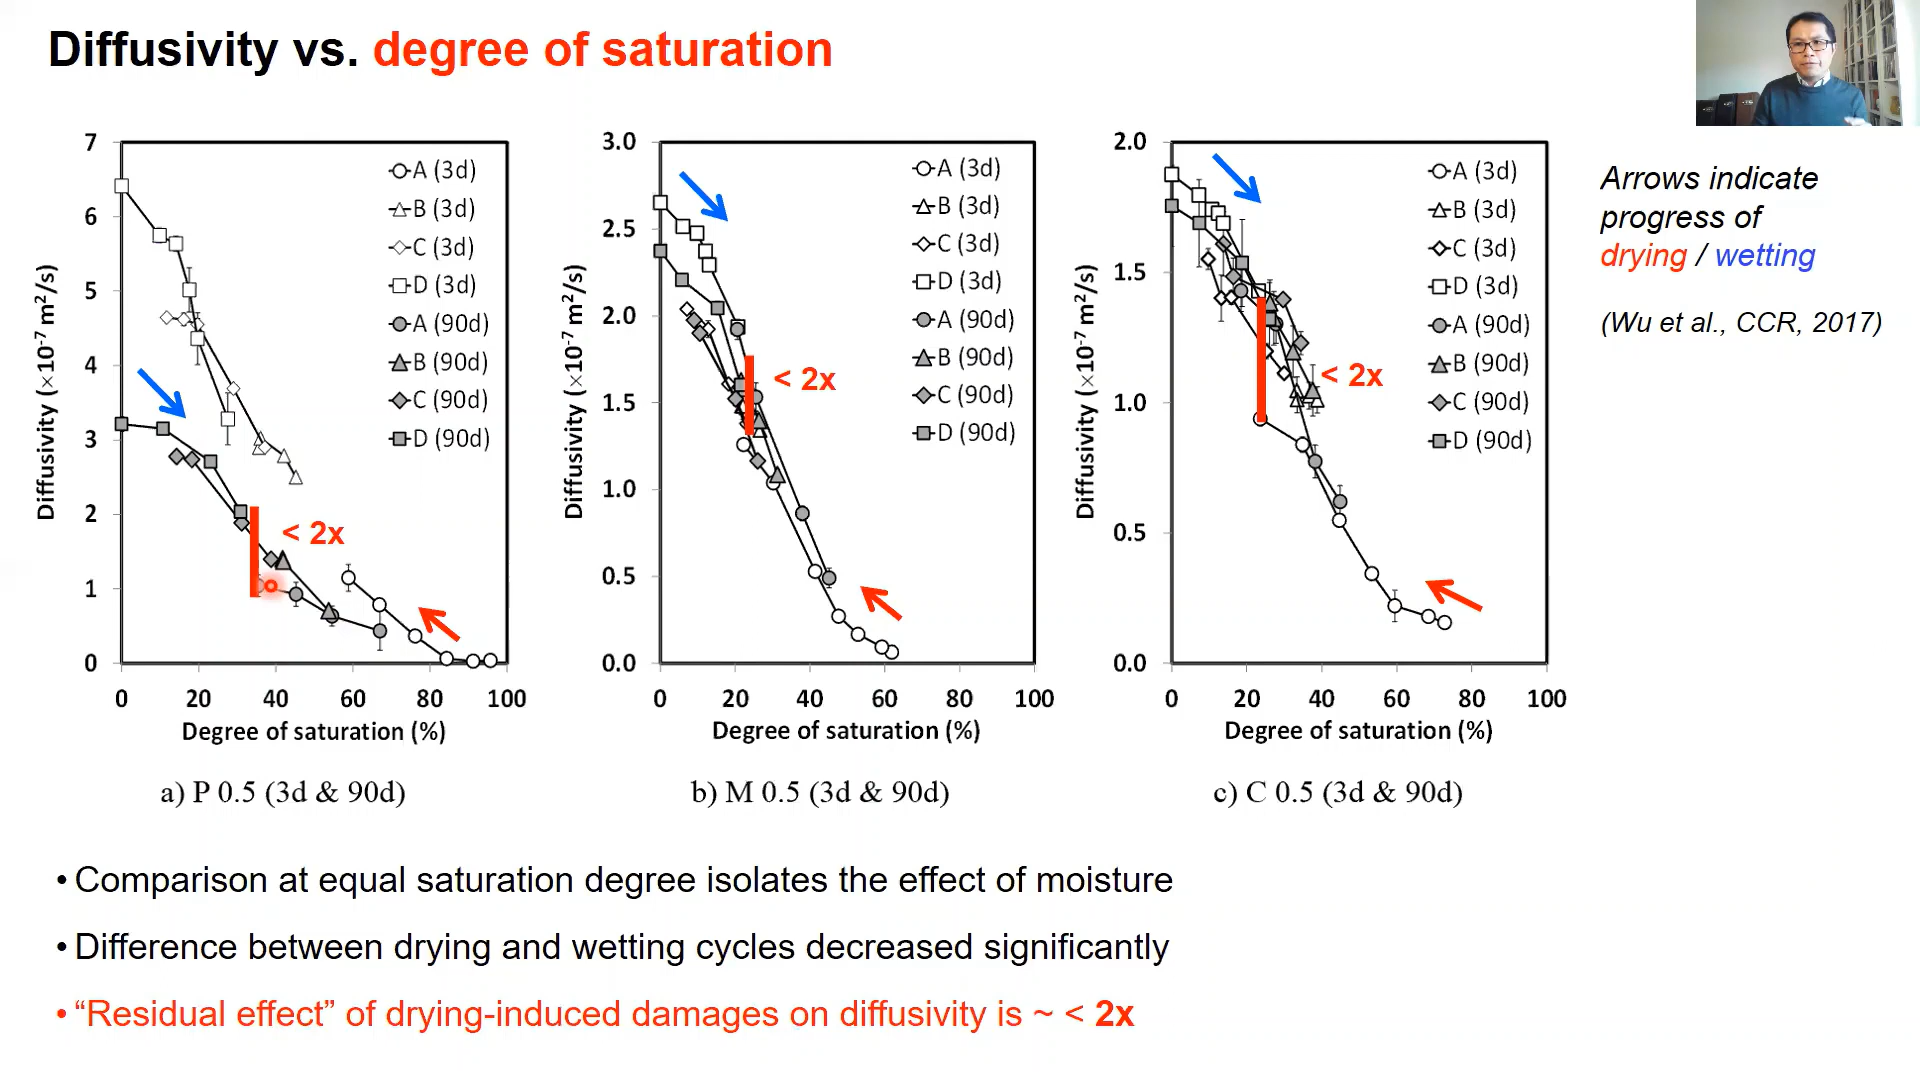 Diffusivity vs. degree of saturation
7
6
5
4
3
2
1
0
0 20 40 60 80 100
Diffusivity (×10-7 m2/s)
Degree of saturation (%)
A (3d)
B (3d)
C (3d)
D (3d)
A (90d)
B (90d)
C (90d)
D (90d)
< 2x
a) P 0.5 (3d & 90d)
3.0
2.5
2.0
1.5
1.0
0.5
0.0
0 20 40 60 80 100
Diffusivity (×10-7 m2/s)
Degree of saturation (%)
A (3d)
B (3d)
C (3d)
D (3d)
A (90d)
B (90d)
C (90d)
D (90d)
< 2x
b) M 0.5 (3d & 90d)
2.0
1.5
1.0
0.5
0.0
0 20 40 60 80 100
Diffusivity (×10-7 m2/s)
Degree of saturation (%)
A (3d)
B (3d)
C (3d)
D (3d)
A (90d)
B (90d)
C (90d)
D (90d)
< 2x
c) C 0.5 (3d & 90d)
Arrows indicate
progress of
drying / wetting
(Wu et al., CCR, 2017)
• Comparison at equal saturation degree isolates the effect of moisture
• Difference between drying and wetting cycles decreased significantly
• “Residual effect” of drying-induced damages on diffusivity is ~ < 2x